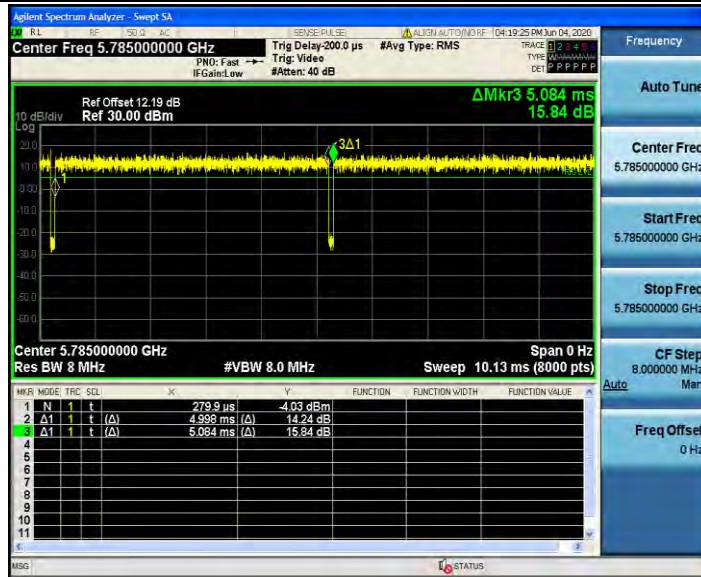 Agilent Spectrum Analyzer - Swept SA
RL RF 50 Ω AC SENSE:PULSE ALIGN AUTO/NO RF 04:19:25 PM Jun 04, 2020
Center Freq 5.785000000 GHz
PNO: Fast
IFGain:Low
Trig Delay-200.0 µs
Trig: Video
#Atten: 40 dB
#Avg Type: RMS
TRACE 1 2 3 4 5 6
TYPE
DET P P P P P P
ΔMkr3 5.084 ms
15.84 dB
Ref Offset 12.19 dB
10 dB/div Ref 30.00 dBm
Log
20.0
10.0
0.00
-10.0
-20.0
-30.0
-40.0
-50.0
-60.0
1
3Δ1
Center 5.785000000 GHz Span 0 Hz
Res BW 8 MHz #VBW 8.0 MHz Sweep 10.13 ms (8000 pts)
MKR MODE TRC SCL X Y FUNCTION FUNCTION WIDTH FUNCTION VALUE
1 N 1 t 279.9 µs -4.03 dBm
2 Δ1 1 t (Δ) 4.998 ms (Δ) 14.24 dB
3 Δ1 1 t (Δ) 5.084 ms (Δ) 15.84 dB
4
5
6
7
8
9
10
11
MSG STATUS
Frequency
Auto Tune
Center Freq
5.785000000 GHz
Start Freq
5.785000000 GHz
Stop Freq
5.785000000 GHz
CF Step
8.000000 MHz
Auto Man
Freq Offset
0 Hz